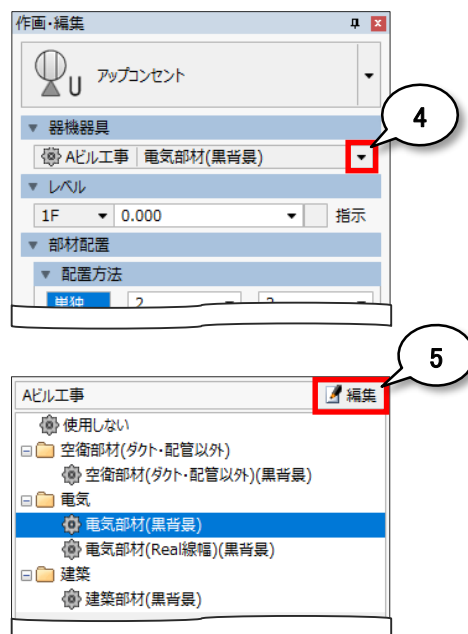 作画・編集
U アップコンセント
4
器機器具
Aビル工事 電気部材(黒背景)
レベル
1F 0.000 指示
部材配置
配置方法
単独 2 2
5
Aビル工事 編集
使用しない
空衛部材(ダクト・配管以外)
空衛部材(ダクト・配管以外)(黒背景)
電気
電気部材(黒背景)
電気部材(Real線幅)(黒背景)
建築
建築部材(黒背景)